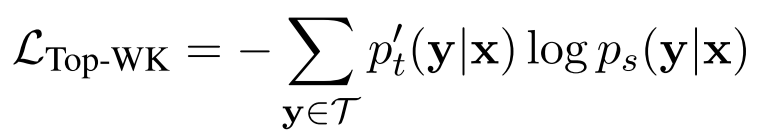 ℒ_Top-WK = − ∑_{y∈𝒯} p′_t(y|x) log p_s(y|x)